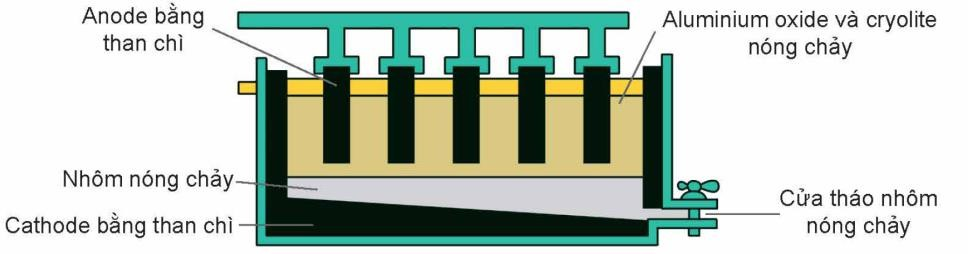 Anode bằng
than chì
Aluminium oxide và cryolite
nóng chảy
Nhôm nóng chảy
Cathode bằng than chì
Cửa tháo nhôm
nóng chảy